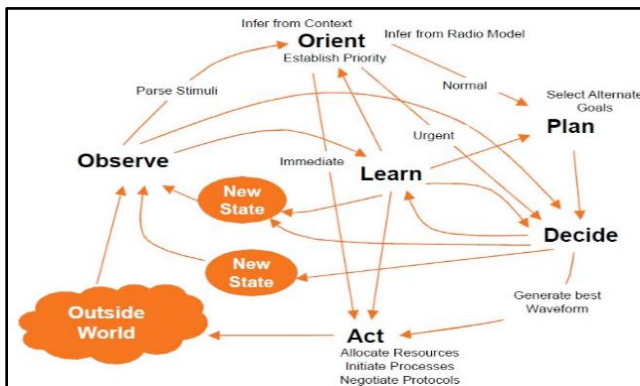 Infer from Context
Orient
Infer from Radio Model
Establish Priority
Parse Stimuli
Normal
Select Alternate
Goals
Plan
Urgent
Observe
Immediate
Learn
New
State
Decide
New
State
Generate best
Waveform
Outside
World
Act
Allocate Resources
Initiate Processes
Negotiate Protocols